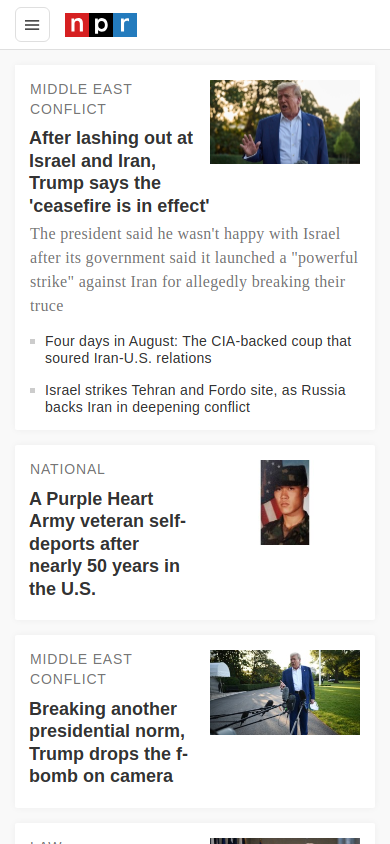 npr
MIDDLE EAST
CONFLICT
After lashing out at
Israel and Iran,
Trump says the
'ceasefire is in effect'
The president said he wasn't happy with Israel
after its government said it launched a "powerful
strike" against Iran for allegedly breaking their
truce
Four days in August: The CIA-backed coup that
soured Iran-U.S. relations
Israel strikes Tehran and Fordo site, as Russia
backs Iran in deepening conflict
NATIONAL
A Purple Heart
Army veteran self-
deports after
nearly 50 years in
the U.S.
MIDDLE EAST
CONFLICT
Breaking another
presidential norm,
Trump drops the f-
bomb on camera